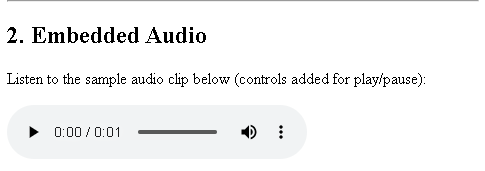 2. Embedded Audio
Listen to the sample audio clip below (controls added for play/pause):
0:00 / 0:01